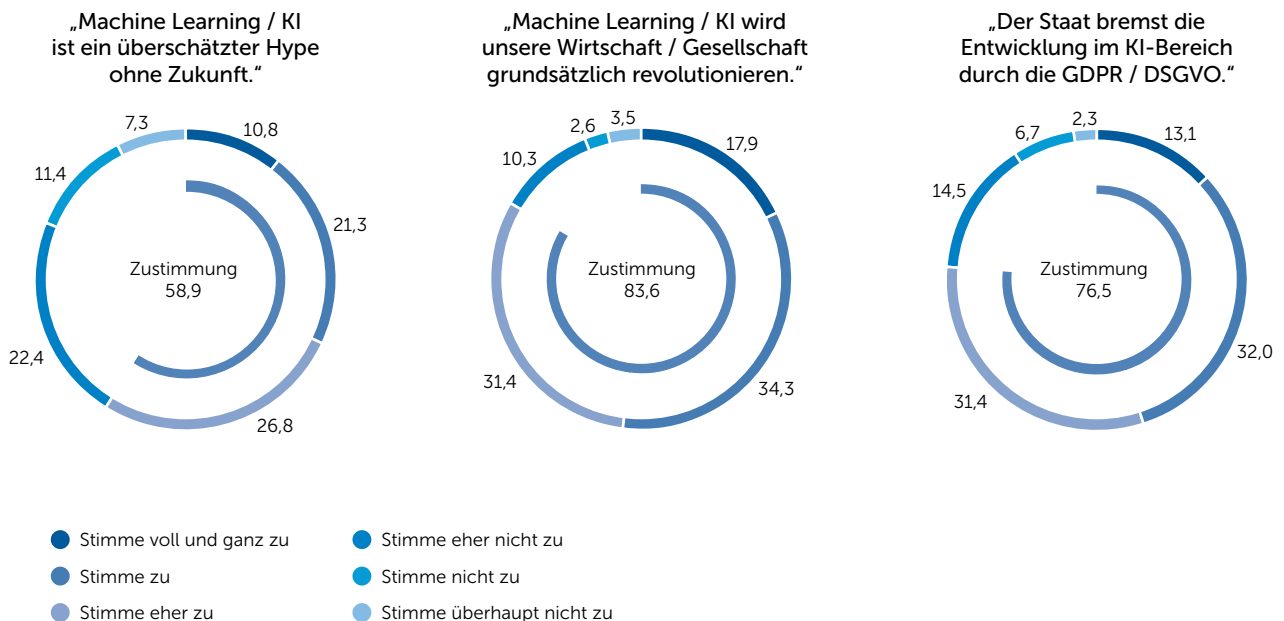 „Machine Learning / KI
ist ein überschätzter Hype
ohne Zukunft.“
7,3
10,8
11,4
21,3
Zustimmung
58,9
22,4
26,8
„Machine Learning / KI wird
unsere Wirtschaft / Gesellschaft
grundsätzlich revolutionieren.“
3,5
2,6
17,9
10,3
Zustimmung
83,6
31,4
34,3
„Der Staat bremst die
Entwicklung im KI-Bereich
durch die GDPR / DSGVO.“
2,3
6,7
13,1
14,5
Zustimmung
76,5
32,0
31,4
Stimme voll und ganz zu
Stimme zu
Stimme eher zu
Stimme eher nicht zu
Stimme nicht zu
Stimme überhaupt nicht zu